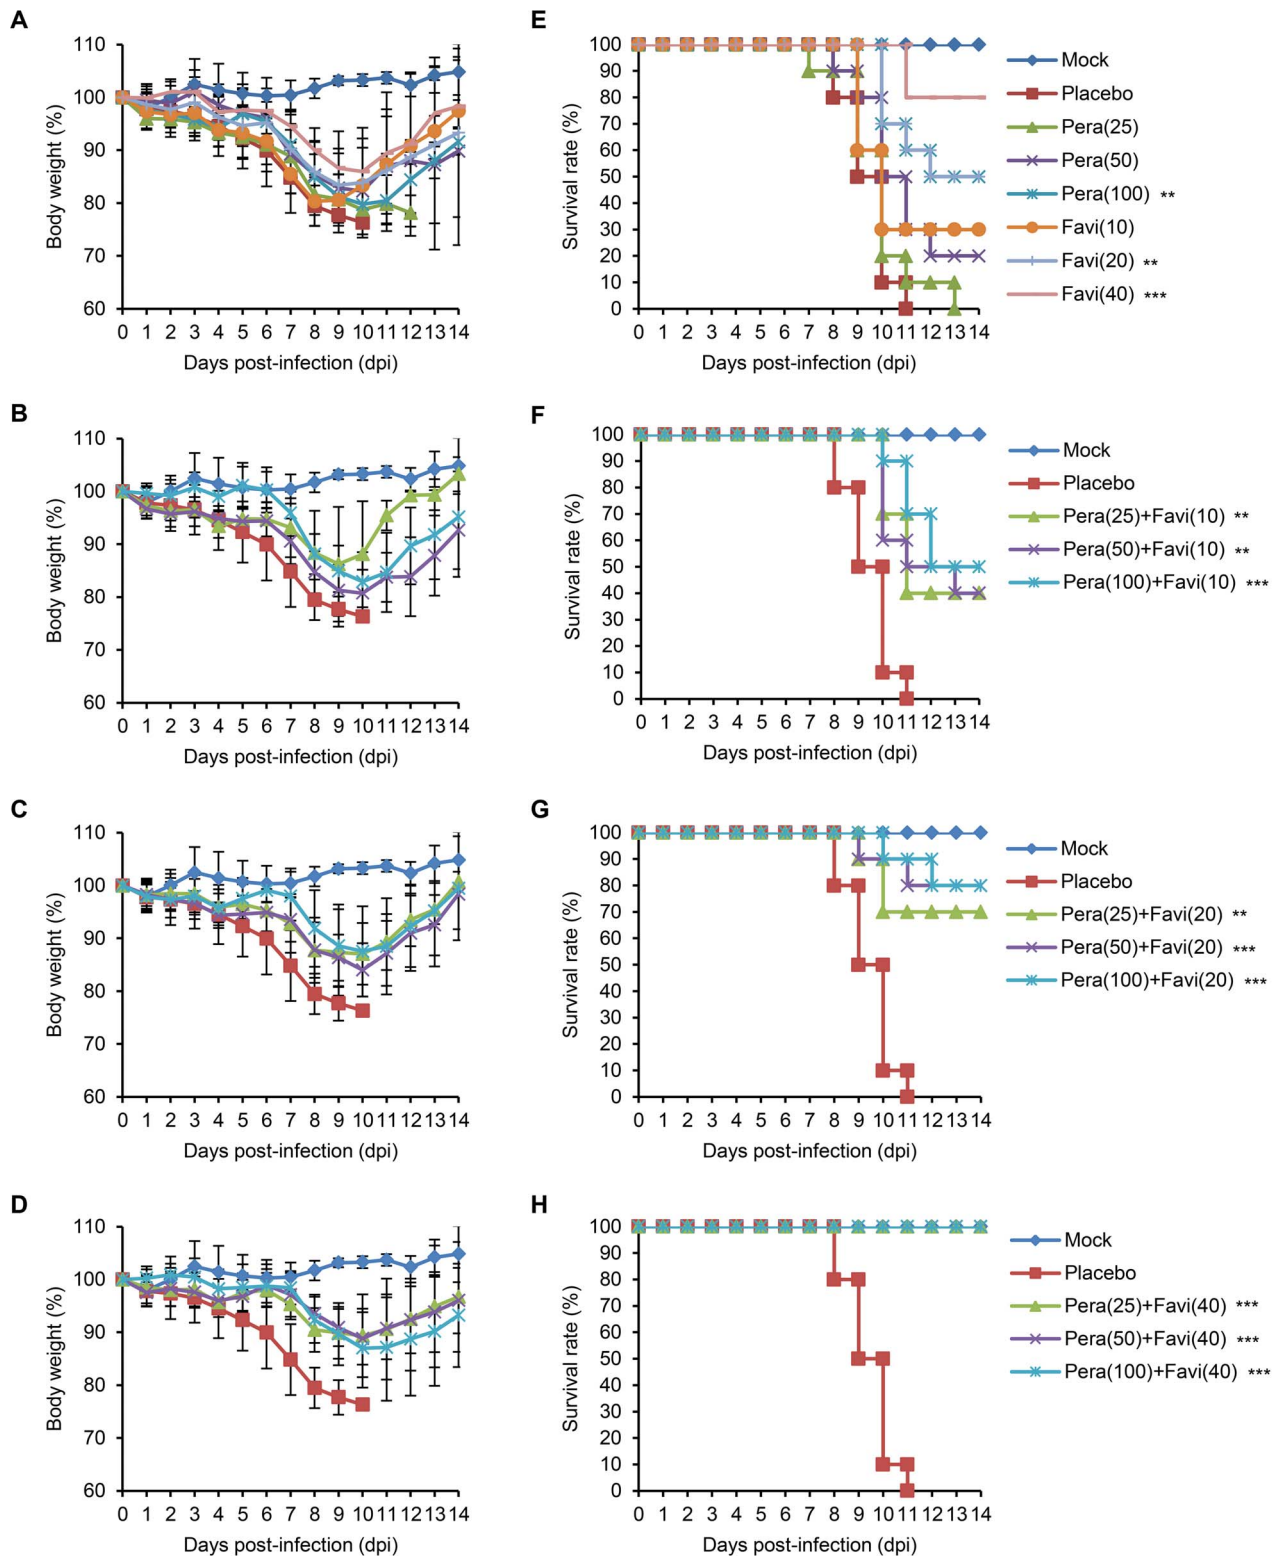 A
110
100
90
80
70
60
Body weight (%)
0 1 2 3 4 5 6 7 8 9 10 11 12 13 14
Days post-infection (dpi)
E
100
90
80
70
60
50
40
30
20
10
0
Survival rate (%)
0 1 2 3 4 5 6 7 8 9 10 11 12 13 14
Days post-infection (dpi)
Mock
Placebo
Pera(25)
Pera(50)
Pera(100) **
Favi(10)
Favi(20) **
Favi(40) ***
B
110
100
90
80
70
60
Body weight (%)
0 1 2 3 4 5 6 7 8 9 10 11 12 13 14
Days post-infection (dpi)
F
100
90
80
70
60
50
40
30
20
10
0
Survival rate (%)
0 1 2 3 4 5 6 7 8 9 10 11 12 13 14
Days post-infection (dpi)
Mock
Placebo
Pera(25)+Favi(10) **
Pera(50)+Favi(10) **
Pera(100)+Favi(10) ***
C
110
100
90
80
70
60
Body weight (%)
0 1 2 3 4 5 6 7 8 9 10 11 12 13 14
Days post-infection (dpi)
G
100
90
80
70
60
50
40
30
20
10
0
Survival rate (%)
0 1 2 3 4 5 6 7 8 9 10 11 12 13 14
Days post-infection (dpi)
Mock
Placebo
Pera(25)+Favi(20) **
Pera(50)+Favi(20) ***
Pera(100)+Favi(20) ***
D
110
100
90
80
70
60
Body weight (%)
0 1 2 3 4 5 6 7 8 9 10 11 12 13 14
Days post-infection (dpi)
H
100
90
80
70
60
50
40
30
20
10
0
Survival rate (%)
0 1 2 3 4 5 6 7 8 9 10 11 12 13 14
Days post-infection (dpi)
Mock
Placebo
Pera(25)+Favi(40) ***
Pera(50)+Favi(40) ***
Pera(100)+Favi(40) ***